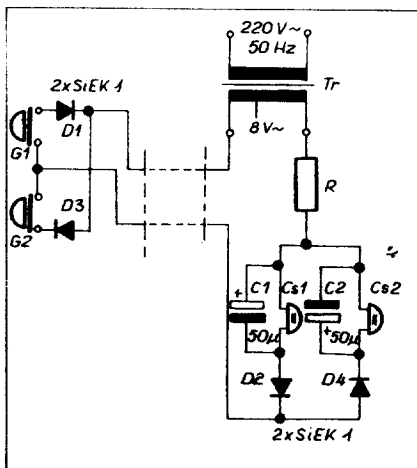 220 V~
50 Hz
Tr
8 V~
2xSiEK 1
D1
G1
D3
G2
R
+ C1
Cs1
C2
Cs2
50μ
+50μ
D2
D4
2xSiEK 1